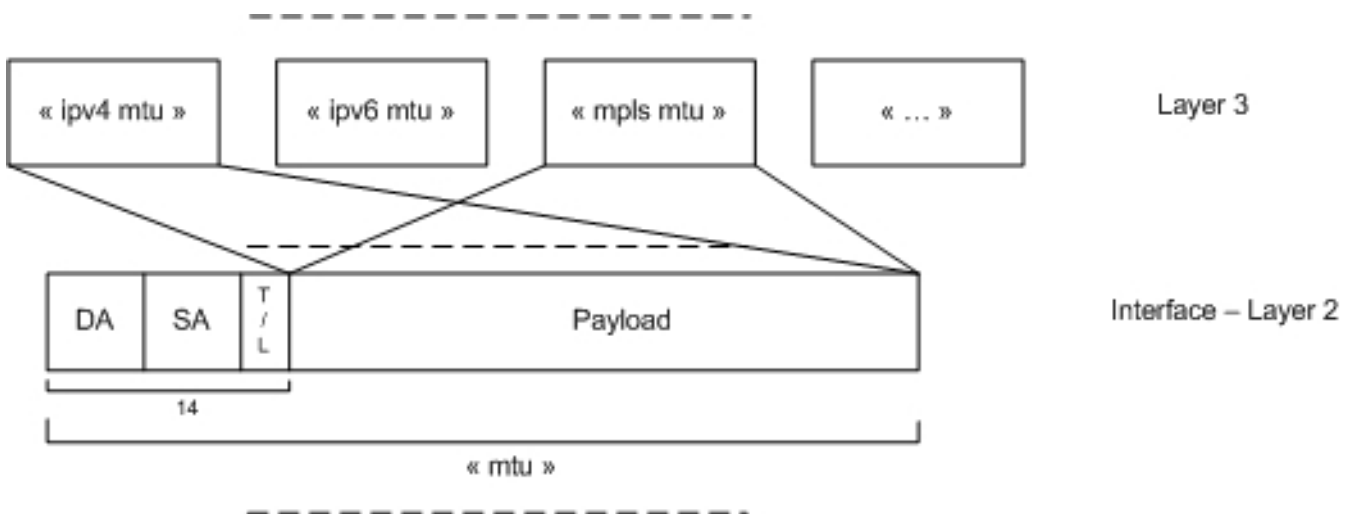 « ipv4 mtu »
« ipv6 mtu »
« mpls mtu »
« ... »
Layer 3
DA
SA
T
/
L
Payload
Interface – Layer 2
14
« mtu »